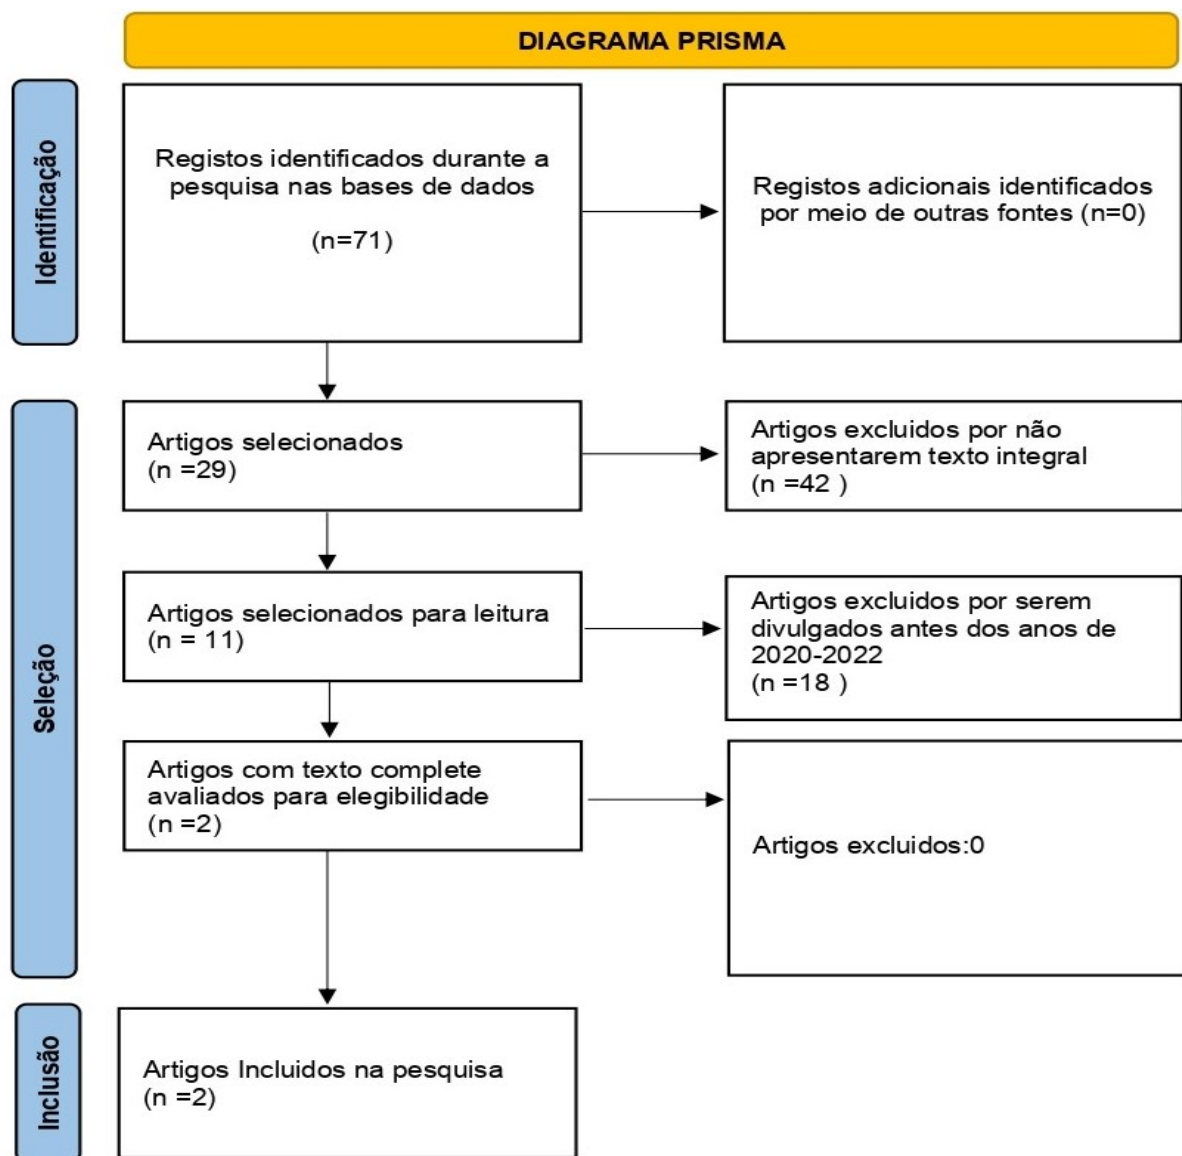 DIAGRAMA PRISMA
Identificação
Registos identificados durante a
pesquisa nas bases de dados
(n=71)
Registos adicionais identificados
por meio de outras fontes (n=0)
Seleção
Artigos selecionados
(n =29)
Artigos excluidos por não
apresentarem texto integral
(n =42 )
Artigos selecionados para leitura
(n = 11)
Artigos excluidos por serem
divulgados antes dos anos de
2020-2022
(n =18 )
Artigos com texto complete
avaliados para elegibilidade
(n =2)
Artigos excluidos:0
Inclusão
Artigos Incluidos na pesquisa
(n =2)